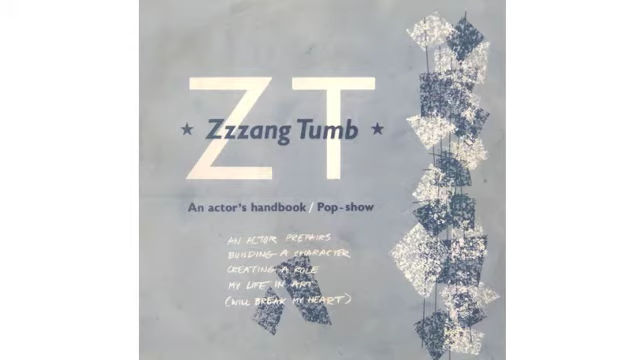 ZT
★ Zzzang Tumb ★
An actor's handbook / Pop-show
AN ACTOR PREPAIRS
BUILDING A CHARACTER
CREATING A ROLE
MY LIFE IN ART
(WILL BREAK MY HEART)